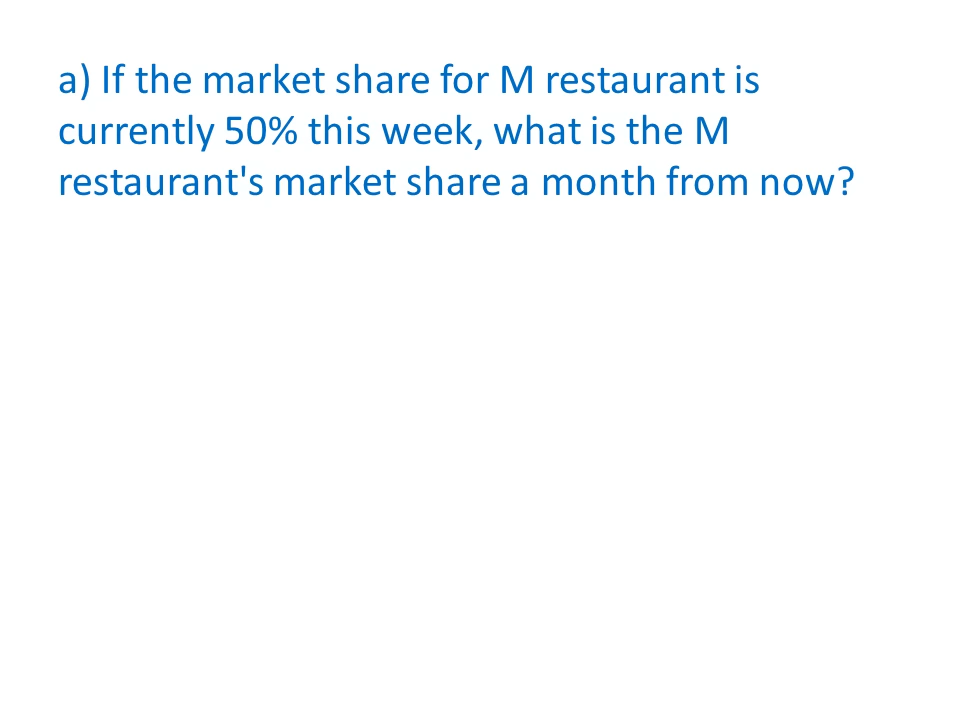 a) If the market share for M restaurant is
currently 50% this week, what is the M
restaurant's market share a month from now?